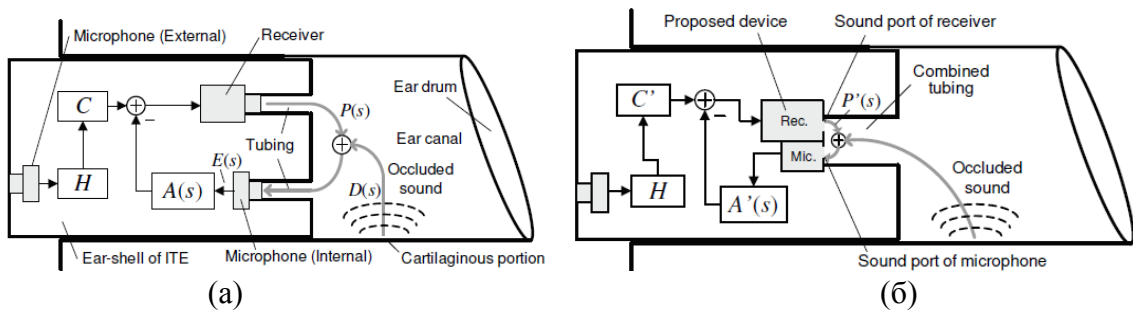 Microphone (External)
Receiver
C
H
A(s)
E(s)
P(s)
D(s)
Tubing
Ear drum
Ear canal
Occluded
sound
Ear-shell of ITE
Microphone (Internal)
Cartilaginous portion
(а)
Proposed device
Sound port of receiver
Combined
tubing
C’
H
A’(s)
P’(s)
Rec.
Mic.
Occluded
sound
Sound port of microphone
(б)